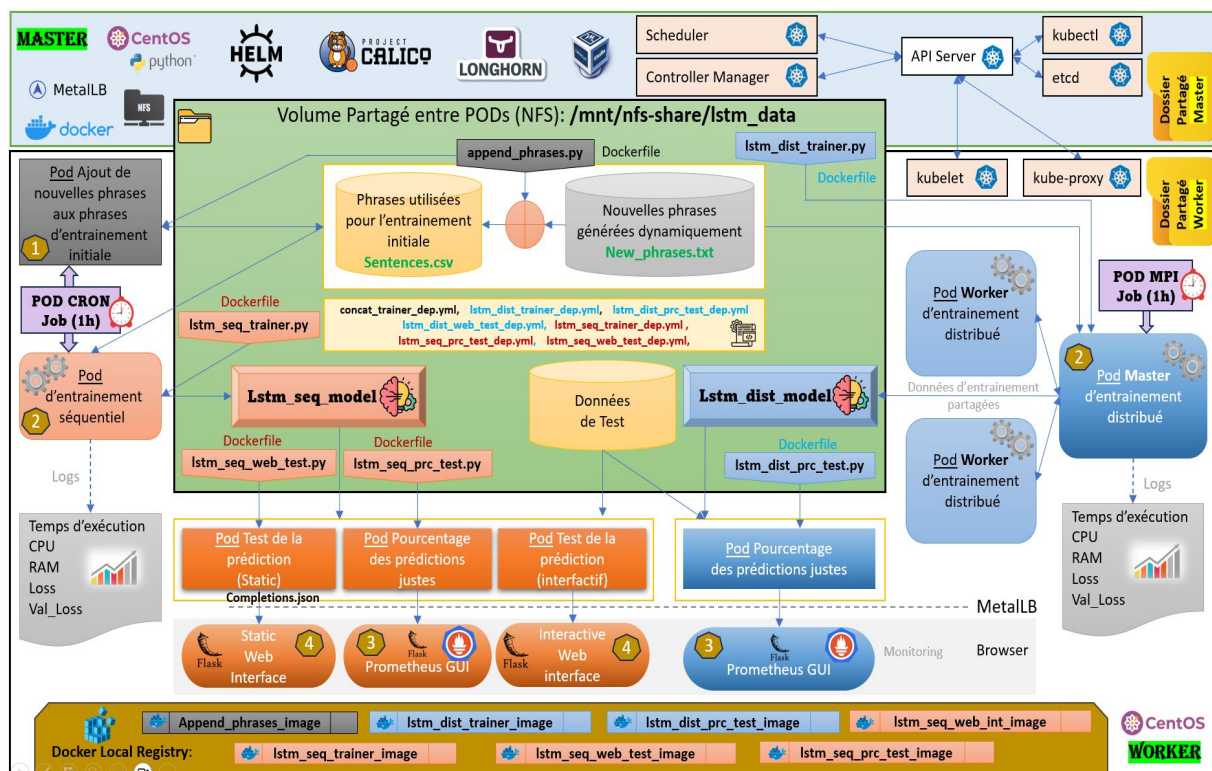 MASTER
CentOS
python
MetalLB
NFS
docker
HELM
PROJECT
CALICO
LONGHORN
Scheduler
Controller Manager
API Server
kubectl
etcd
Dossier
Partagé
Master
Volume Partagé entre PODs (NFS): /mnt/nfs-share/lstm_data
append_phrases.py
Dockerfile
lstm_dist_trainer.py
Dockerfile
kubelet
kube-proxy
Dossier
Partagé
Worker
Pod Ajout de
nouvelles phrases
aux phrases
d’entrainement
initiale
1
Phrases utilisées
pour l’entrainement
initiale
Sentences.csv
Nouvelles phrases
générées dynamiquement
New_phrases.txt
POD CRON
Job (1h)
Dockerfile
lstm_seq_trainer.py
concat_trainer_dep.yml, lstm_dist_trainer_dep.yml, lstm_dist_prc_test_dep.yml
lstm_dist_web_test_dep.yml, lstm_seq_trainer_dep.yml ,
lstm_seq_prc_test_dep.yml, lstm_seq_web_test_dep.yml,
Pod Worker
d’entrainement
distribué
POD MPI
Job (1h)
Pod
d’entrainement
séquentiel
2
Lstm_seq_model
Données
de Test
Lstm_dist_model
Données d’entrainement
partagées
2
Pod Master
d’entrainement
distribué
Pod Worker
d’entrainement
distribué
Dockerfile
lstm_seq_web_test.py
Dockerfile
lstm_seq_prc_test.py
Dockerfile
lstm_dist_prc_test.py
Logs
Logs
Temps d’exécution
CPU
RAM
Loss
Val_Loss
Pod Test de la
prédiction
(Static)
Completions.json
Pod Pourcentage
des prédictions
justes
Pod Test de la
prédiction
(interfactif)
Pod Pourcentage
des prédictions justes
Temps d’exécution
CPU
RAM
Loss
Val_Loss
MetalLB
Flask
Static
Web
Interface
4
3
Flask
Prometheus GUI
Flask
Interactive
Web
interface
4
3
Flask
Prometheus GUI
Monitoring
Browser
Docker Local Registry:
Append_phrases_image
lstm_dist_trainer_image
lstm_dist_prc_test_image
lstm_seq_web_int_image
lstm_seq_trainer_image
lstm_seq_web_test_image
lstm_seq_prc_test_image
CentOS
WORKER